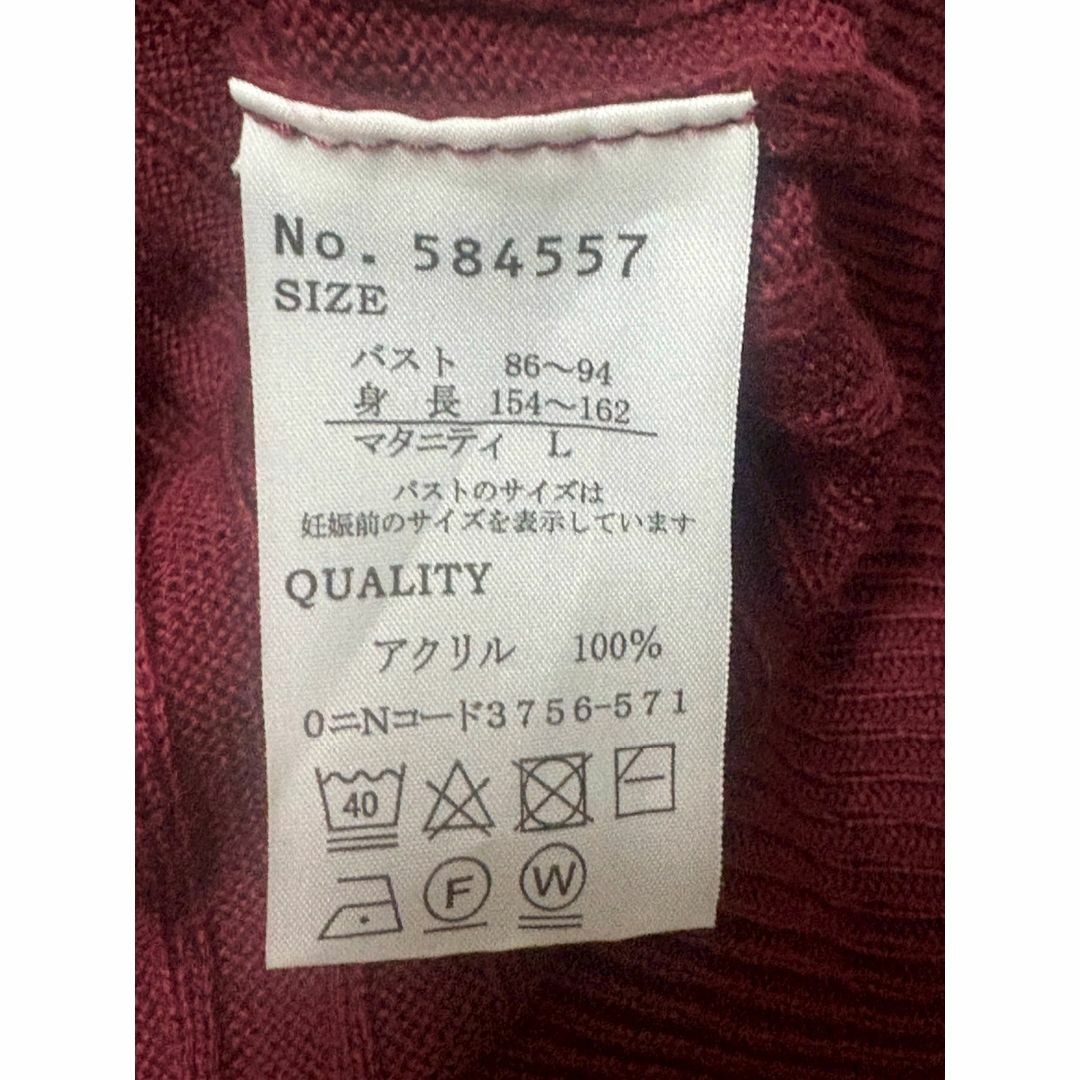 No. 584557
SIZE
バスト 86～94
身 長 154～162
マタニティ L
バストのサイズは
妊娠前のサイズを表示しています
QUALITY
アクリル 100%
0=Nコード3756-571
40
F
W